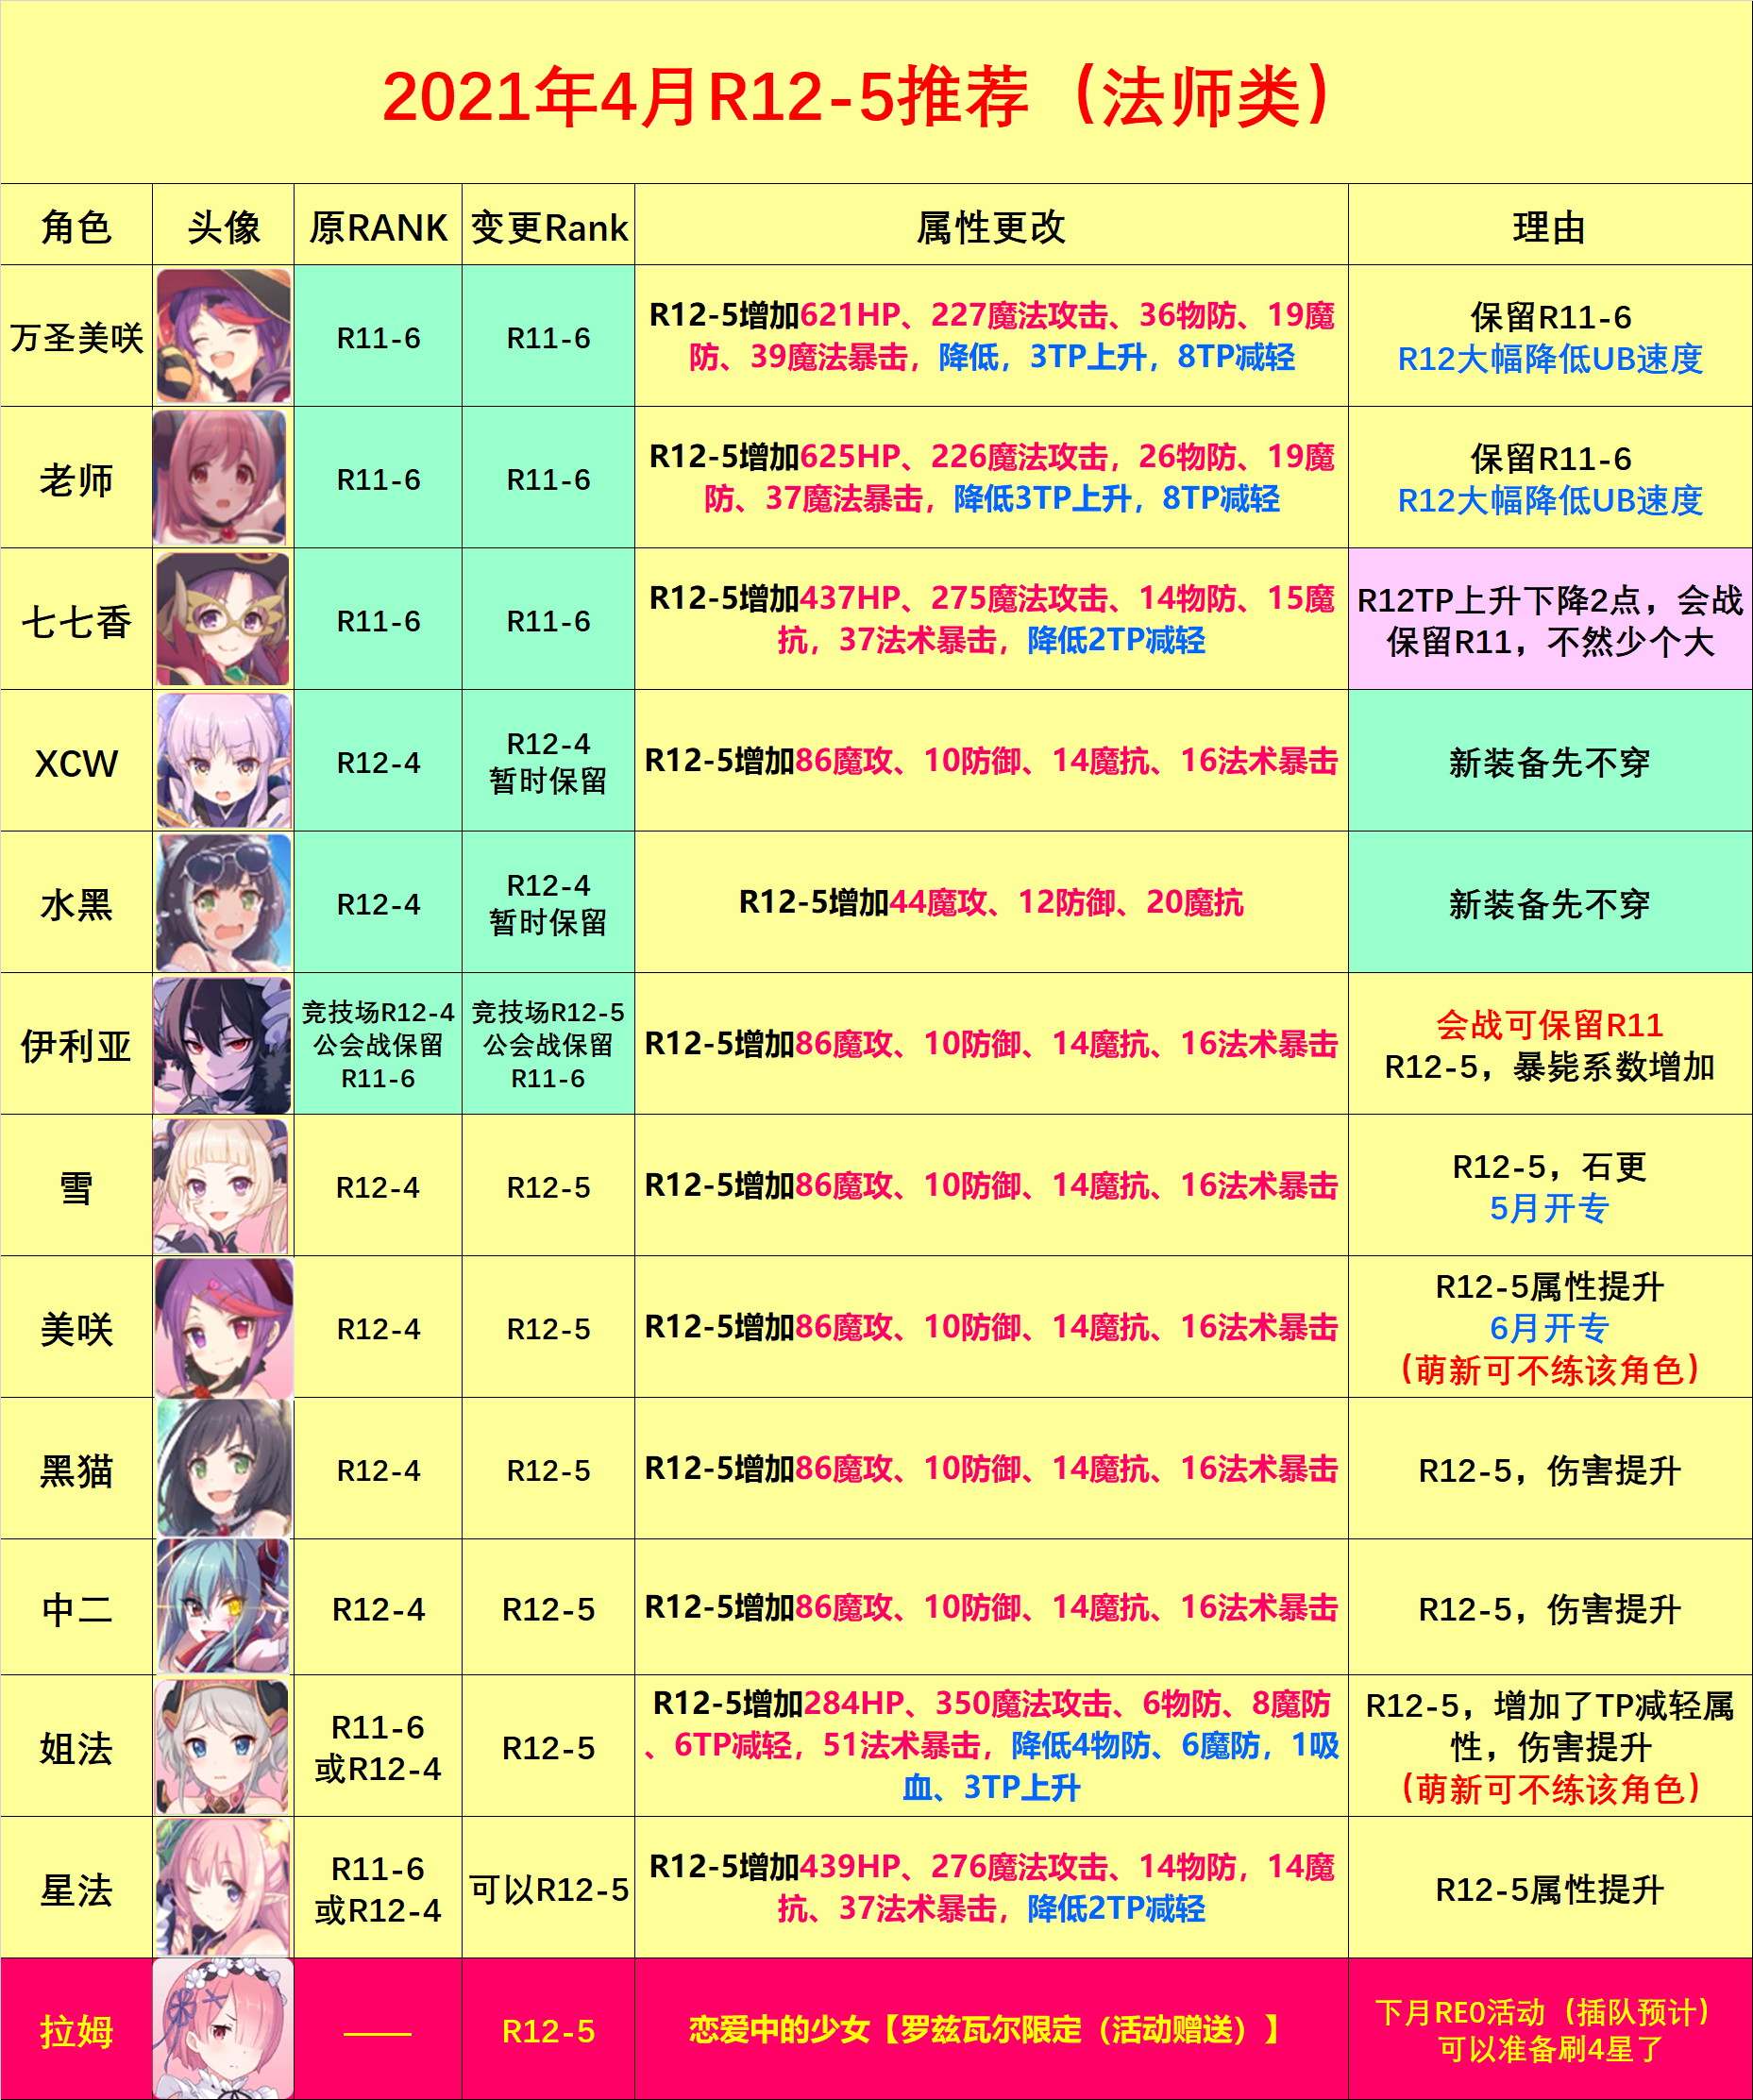 2021年4月R12-5推荐（法师类）
角色 头像 原RANK 变更Rank 属性更改 理由
万圣美咲
R11-6
R11-6
R12-5增加621HP、227魔法攻击、36物防、19魔
防、39魔法暴击，降低，3TP上升，8TP减轻
保留R11-6
R12大幅降低UB速度
老师
R11-6
R11-6
R12-5增加625HP、226魔法攻击，26物防、19魔
防、37魔法暴击，降低3TP上升，8TP减轻
保留R11-6
R12大幅降低UB速度
七七香
R11-6
R11-6
R12-5增加437HP、275魔法攻击、14物防、15魔
抗，37法术暴击，降低2TP减轻
R12TP上升下降2点，会战
保留R11，不然少个大
XCW
R12-4
R12-4
暂时保留
R12-5增加86魔攻、10防御、14魔抗、16法术暴击
新装备先不穿
水黑
R12-4
R12-4
暂时保留
R12-5增加44魔攻、12防御、20魔抗
新装备先不穿
伊利亚
竞技场R12-4
公会战保留
R11-6
竞技场R12-5
公会战保留
R11-6
R12-5增加86魔攻、10防御、14魔抗、16法术暴击
会战可保留R11
R12-5，暴毙系数增加
雪
R12-4
R12-5
R12-5增加86魔攻、10防御、14魔抗、16法术暴击
R12-5，石更
5月开专
美咲
R12-4
R12-5
R12-5增加86魔攻、10防御、14魔抗、16法术暴击
R12-5属性提升
6月开专
（萌新可不练该角色）
黑猫
R12-4
R12-5
R12-5增加86魔攻、10防御、14魔抗、16法术暴击
R12-5，伤害提升
中二
R12-4
R12-5
R12-5增加86魔攻、10防御、14魔抗、16法术暴击
R12-5，伤害提升
姐法
R11-6
或R12-4
R12-5
R12-5增加284HP、350魔法攻击、6物防、8魔防
、6TP减轻，51法术暴击，降低4物防、6魔防，1吸
血、3TP上升
R12-5，增加了TP减轻属
性，伤害提升
（萌新可不练该角色）
星法
R11-6
或R12-4
可以R12-5
R12-5增加439HP、276魔法攻击、14物防，14魔
抗、37法术暴击，降低2TP减轻
R12-5属性提升
拉姆
——
R12-5
恋爱中的少女【罗兹瓦尔限定（活动赠送）】
下月RE0活动（插队预计）
可以准备刷4星了